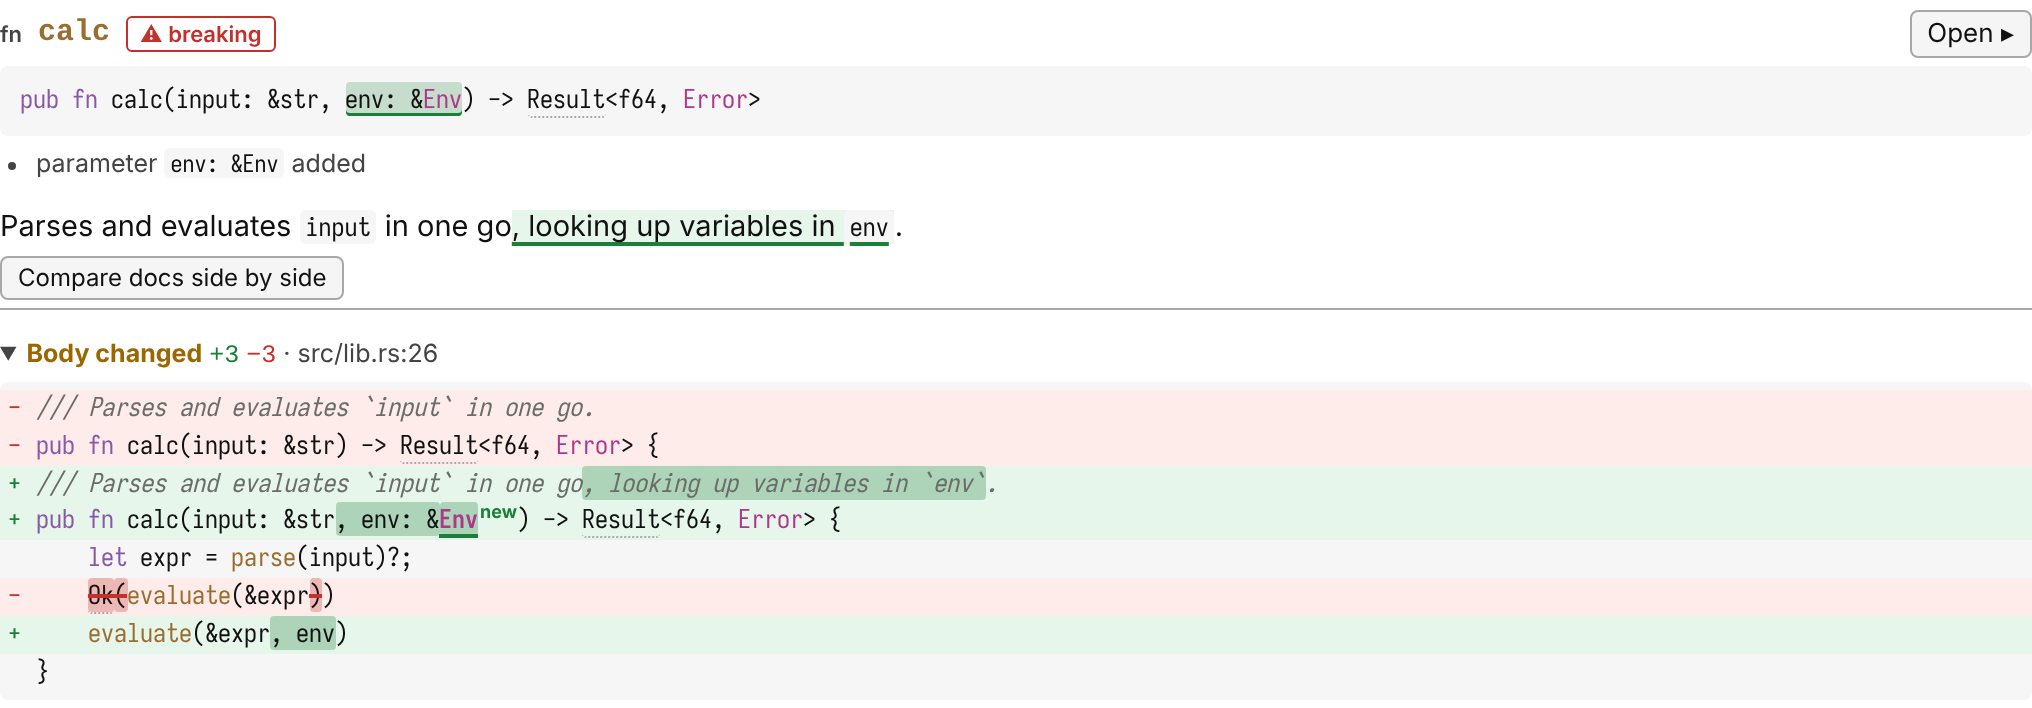 fn calc ⚠ breaking Open ▸
pub fn calc(input: &str, env: &Env) -> Result<f64, Error>
• parameter env: &Env added
Parses and evaluates input in one go, looking up variables in env.
Compare docs side by side
▼ Body changed +3 −3 · src/lib.rs:26
− /// Parses and evaluates `input` in one go.
− pub fn calc(input: &str) -> Result<f64, Error> {
+ /// Parses and evaluates `input` in one go, looking up variables in `env`.
+ pub fn calc(input: &str, env: &Env new) -> Result<f64, Error> {
let expr = parse(input)?;
− Ok(evaluate(&expr))
+ evaluate(&expr, env)
}